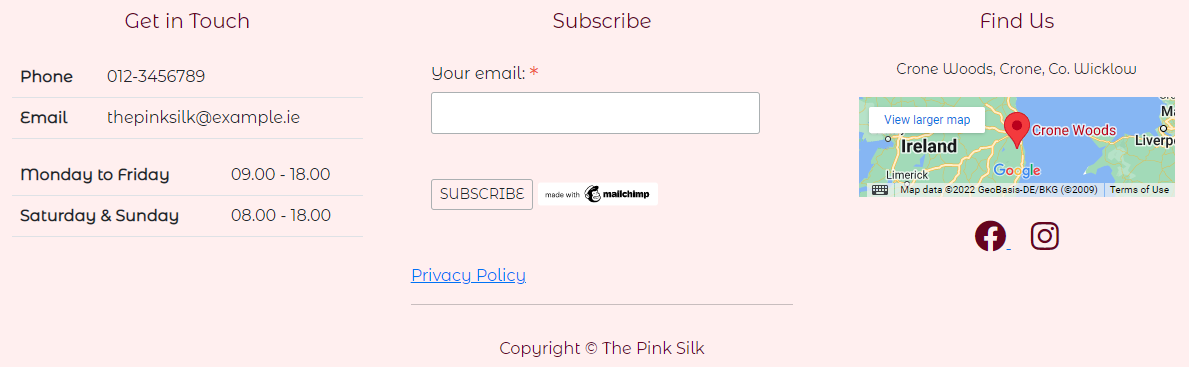 Get in Touch
Phone 012-3456789
Email thepinksilk@example.ie
Monday to Friday 09.00 - 18.00
Saturday & Sunday 08.00 - 18.00
Subscribe
Your email: *
SUBSCRIBE
made with mailchimp
Privacy Policy
Copyright © The Pink Silk
Find Us
Crone Woods, Crone, Co. Wicklow
View larger map
Crone Woods
Ireland
Limerick
Google
Map data ©2022 GeoBasis-DE/BKG (©2009) Terms of Use